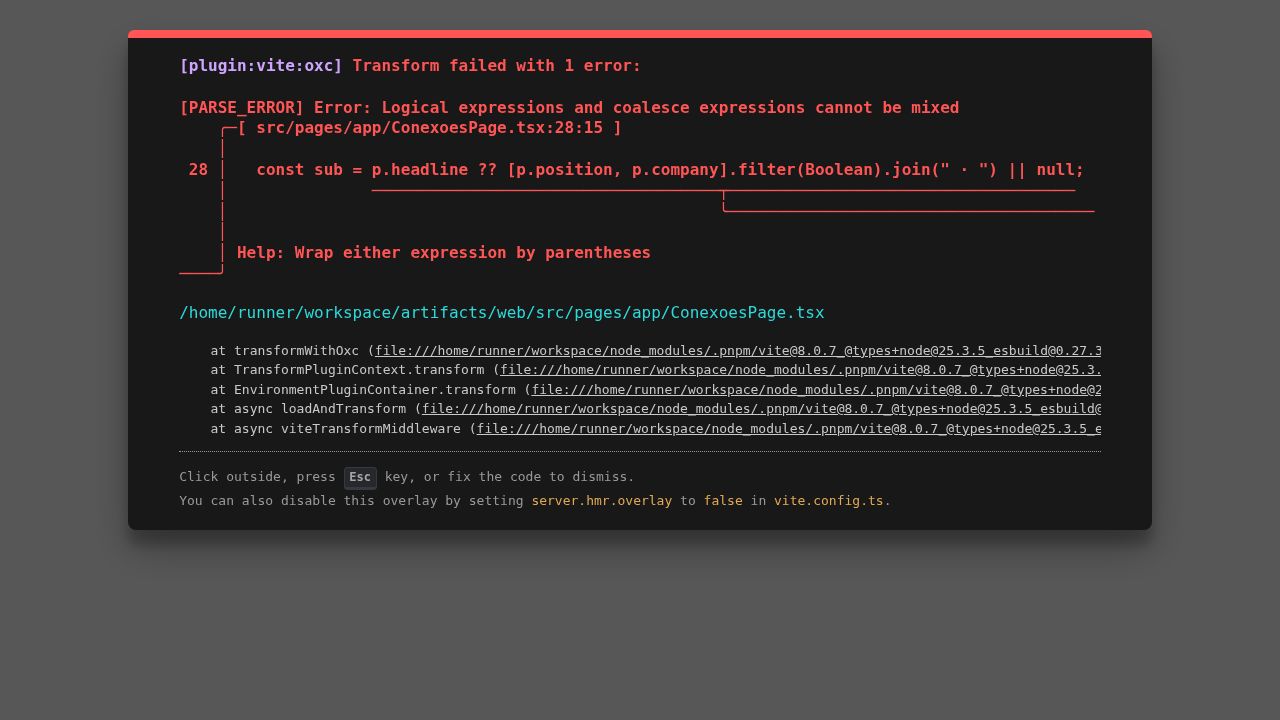 [plugin:vite:oxc] Transform failed with 1 error:
[PARSE_ERROR] Error: Logical expressions and coalesce expressions cannot be mixed
╭─[ src/pages/app/ConexoesPage.tsx:28:15 ]
28 │ const sub = p.headline ?? [p.position, p.company].filter(Boolean).join(" · ") || null;
│ Help: Wrap either expression by parentheses
/home/runner/workspace/artifacts/web/src/pages/app/ConexoesPage.tsx
at transformWithOxc (file:///home/runner/workspace/node_modules/.pnpm/vite@8.0.7_@types+node@25.3.5_esbuild@0.27.3
at TransformPluginContext.transform (file:///home/runner/workspace/node_modules/.pnpm/vite@8.0.7_@types+node@25.3.
at EnvironmentPluginContainer.transform (file:///home/runner/workspace/node_modules/.pnpm/vite@8.0.7_@types+node@2
at async loadAndTransform (file:///home/runner/workspace/node_modules/.pnpm/vite@8.0.7_@types+node@25.3.5_esbuild@
at async viteTransformMiddleware (file:///home/runner/workspace/node_modules/.pnpm/vite@8.0.7_@types+node@25.3.5_e
Click outside, press Esc key, or fix the code to dismiss.
You can also disable this overlay by setting server.hmr.overlay to false in vite.config.ts.